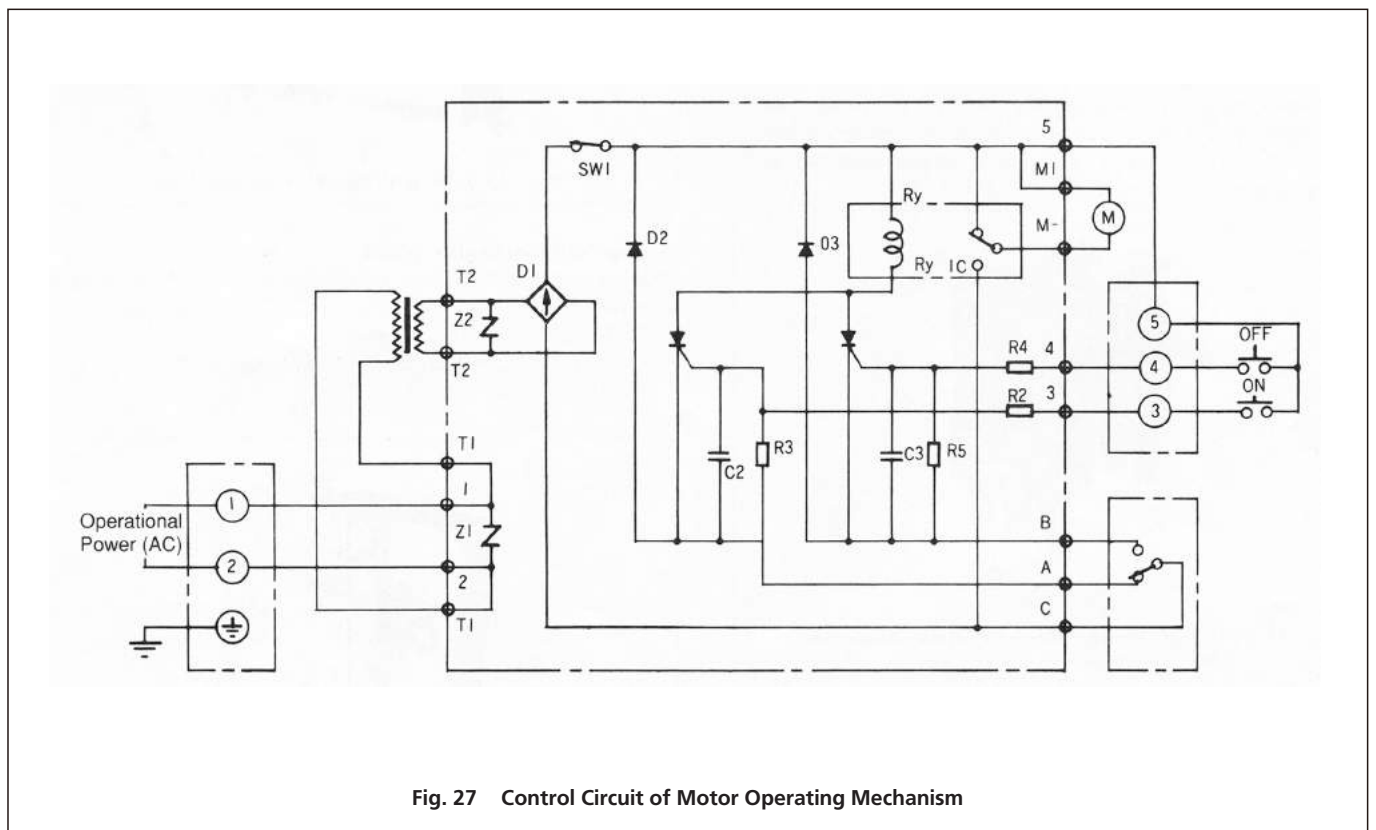 5
SW1
M1
Ry
M-
M
D2
03
Ry
1C
T2
D1
Z2
T2
5
R4
4
4
OFF
R2
3
3
ON
T1
R3
C2
C3
R5
1
1
Operational
Power (AC)
Z1
B
2
2
A
T1
C
Fig. 27 Control Circuit of Motor Operating Mechanism